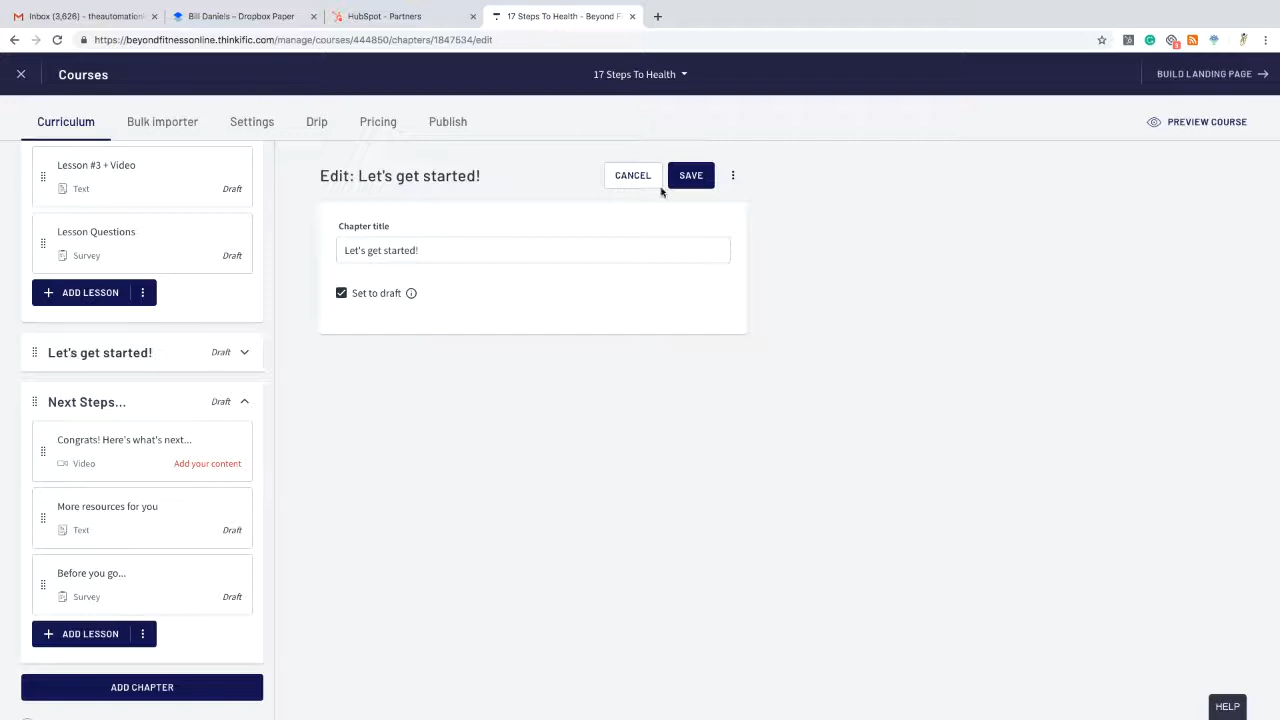 Inbox (3,626) - theautomation
Bill Daniels – Dropbox Paper
HubSpot - Partners
17 Steps To Health - Beyond F
https://beyondfitnessonline.thinkific.com/manage/courses/444850/chapters/1847534/edit
Courses
17 Steps To Health
BUILD LANDING PAGE
Curriculum
Bulk importer
Settings
Drip
Pricing
Publish
PREVIEW COURSE
Lesson #3 + Video
Text
Draft
Lesson Questions
Survey
Draft
ADD LESSON
Let's get started!
Draft
Next Steps...
Draft
Congrats! Here's what's next...
Video
Add your content
More resources for you
Text
Draft
Before you go...
Survey
Draft
ADD LESSON
ADD CHAPTER
Edit: Let's get started!
CANCEL
SAVE
Chapter title
Let's get started!
Set to draft
HELP